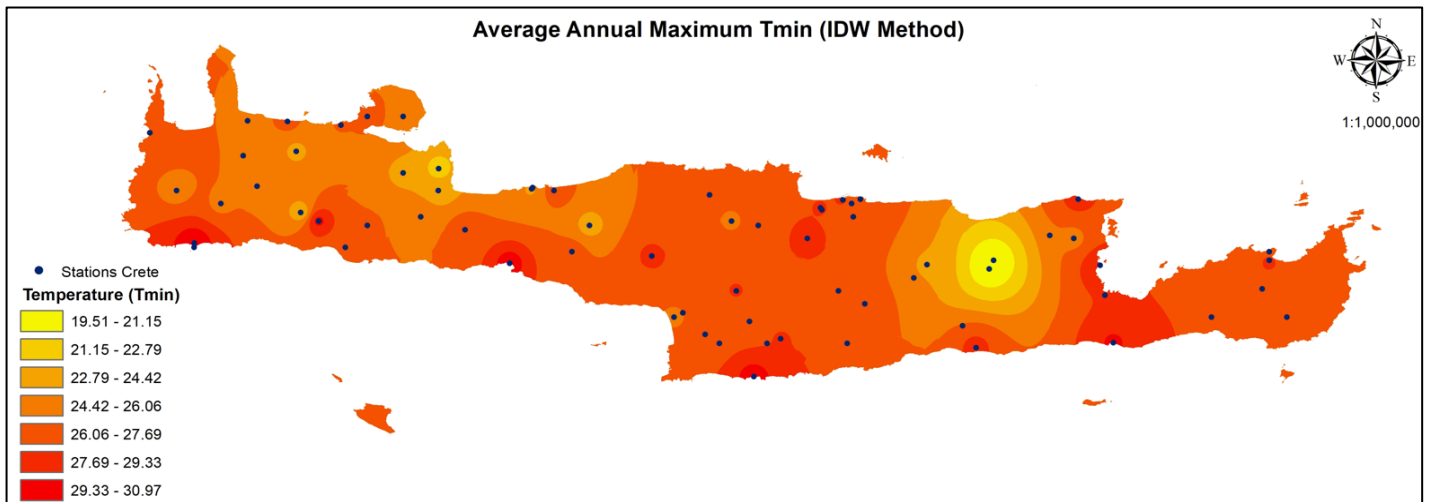 Average Annual Maximum Tmin (IDW Method)
N
W E
S
1:1,000,000
Stations Crete
Temperature (Tmin)
19.51 - 21.15
21.15 - 22.79
22.79 - 24.42
24.42 - 26.06
26.06 - 27.69
27.69 - 29.33
29.33 - 30.97